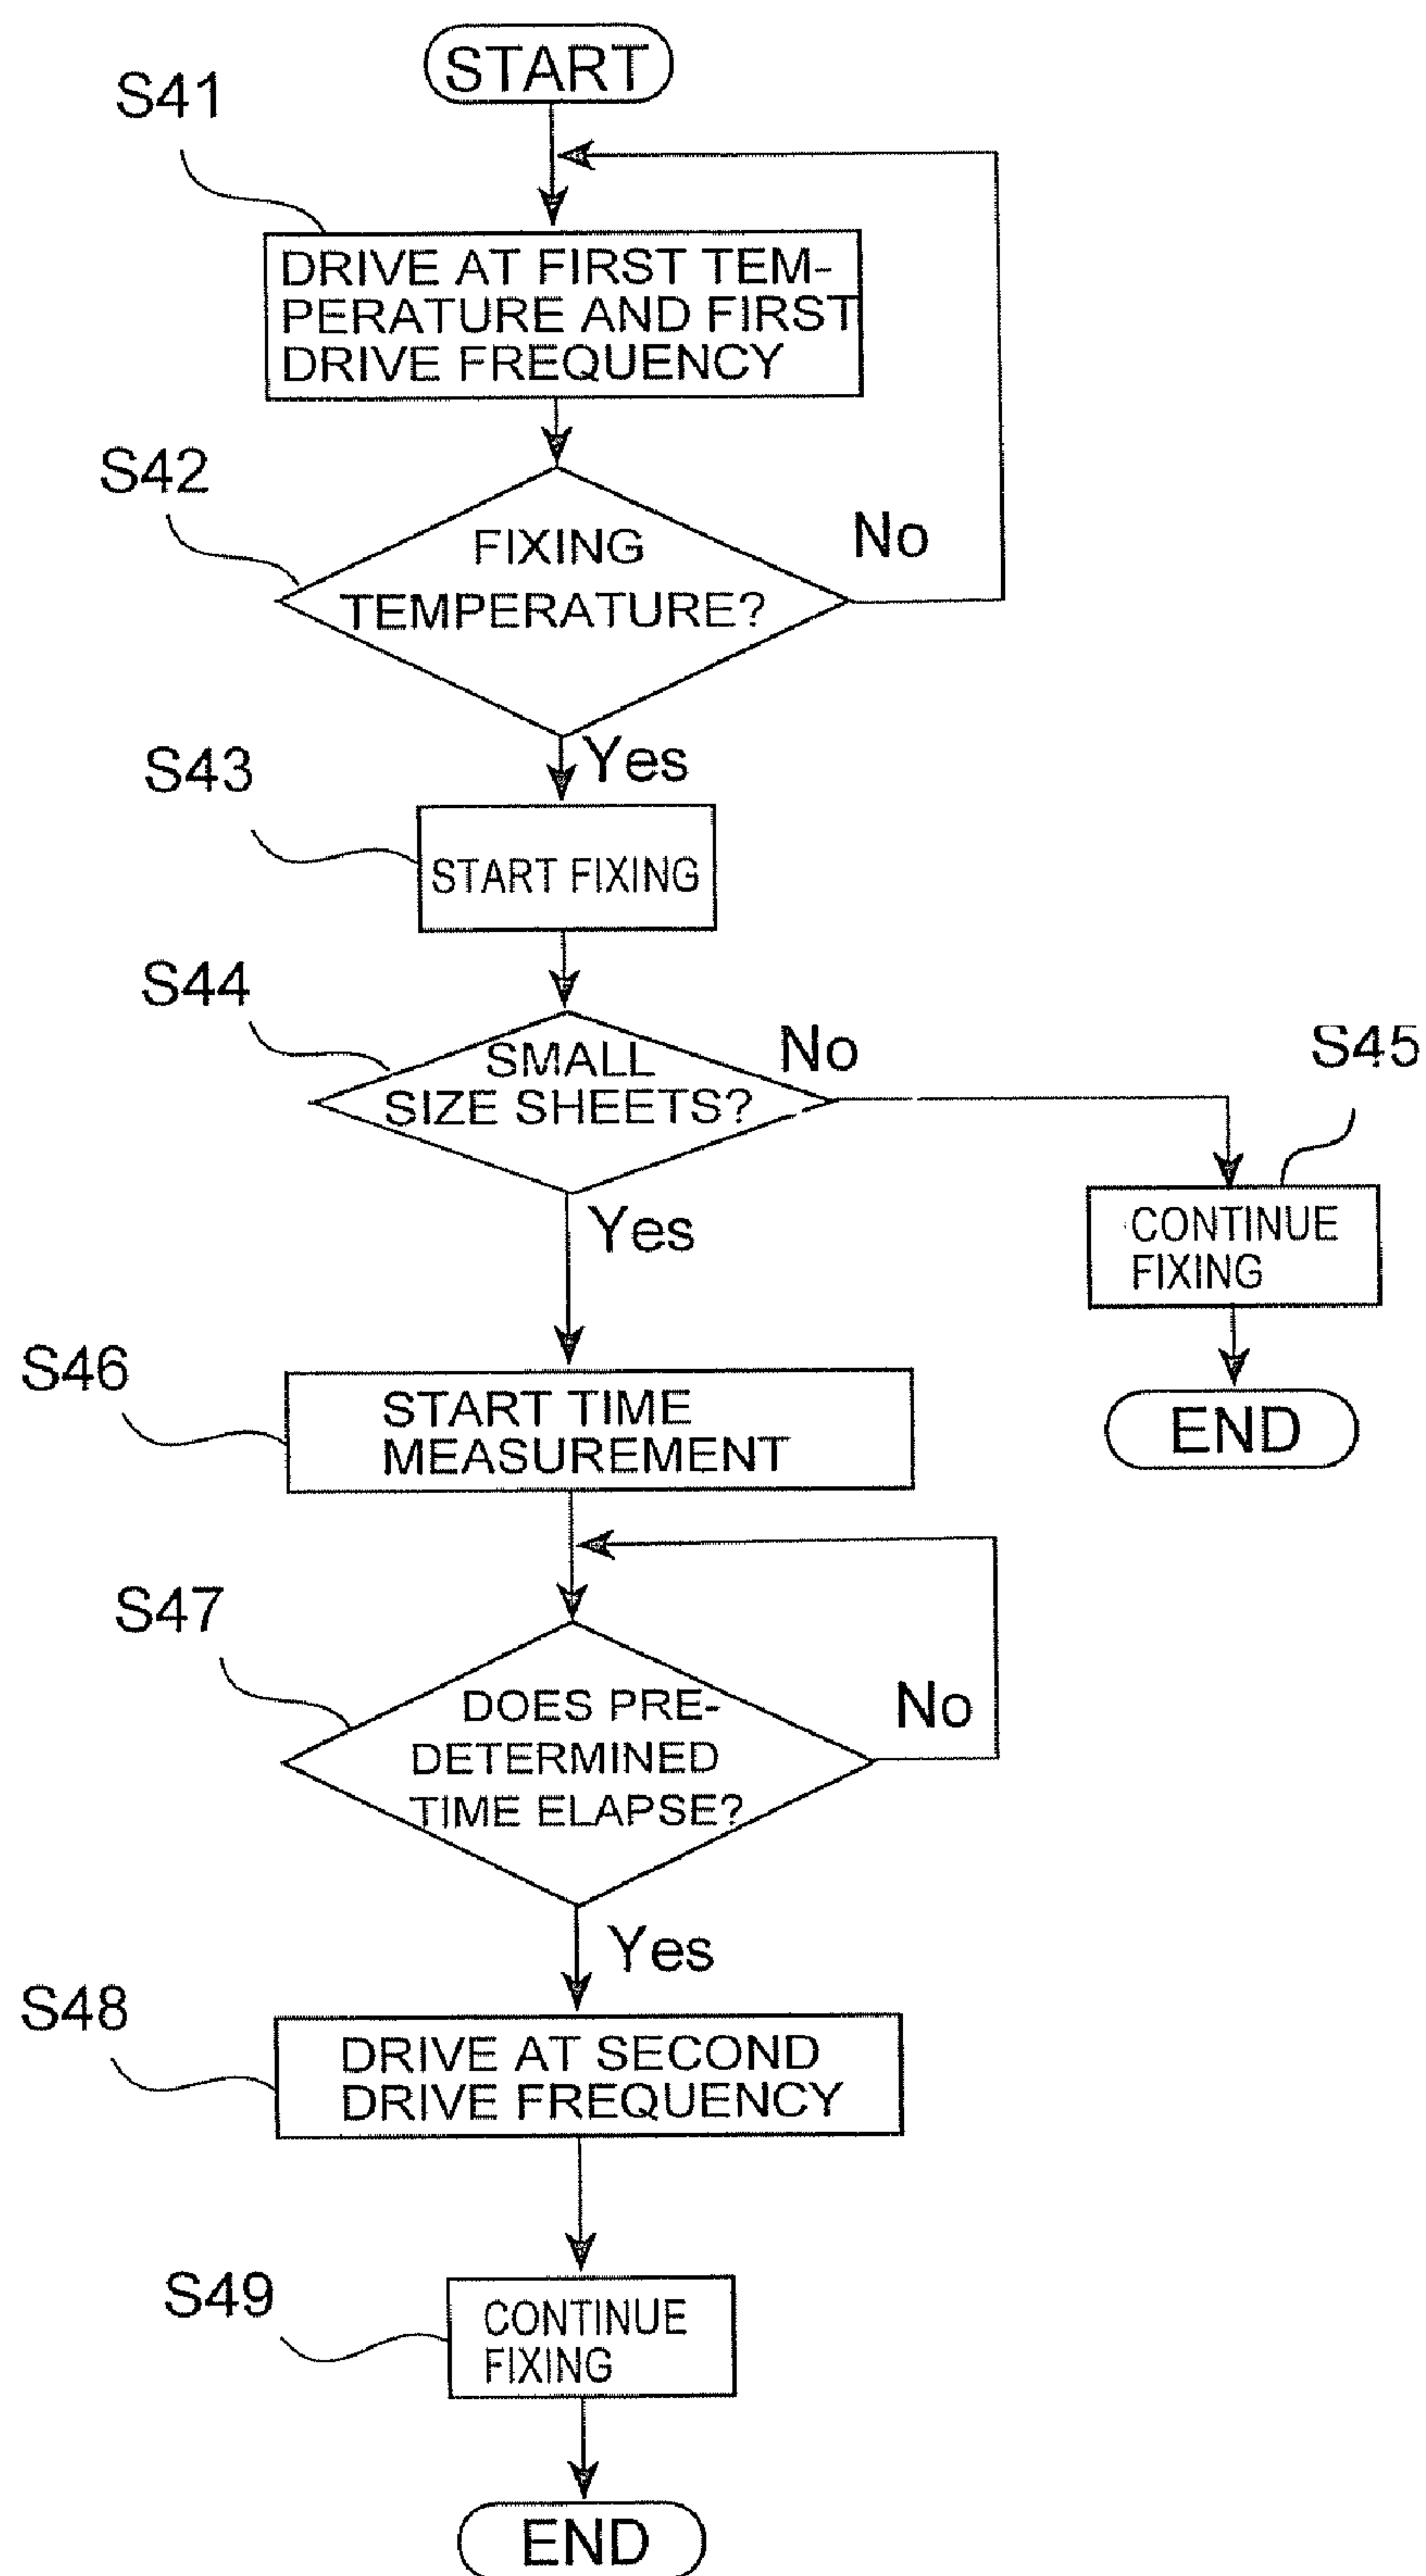 START
S41
DRIVE AT FIRST TEM-
PERATURE AND FIRST
DRIVE FREQUENCY
S42
FIXING
TEMPERATURE?
No
Yes
S43
START FIXING
S44
SMALL
SIZE SHEETS?
No
S45
CONTINUE
FIXING
END
Yes
S46
START TIME
MEASUREMENT
S47
DOES PRE-
DETERMINED
TIME ELAPSE?
No
Yes
S48
DRIVE AT SECOND
DRIVE FREQUENCY
S49
CONTINUE
FIXING
END